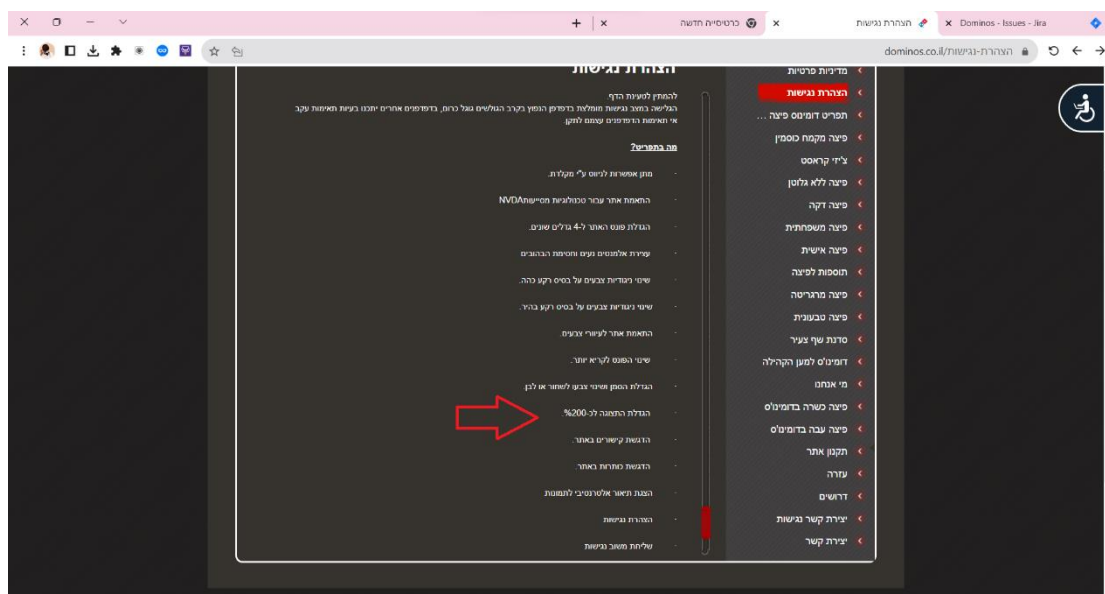 Dominos - Issues - Jira
הצהרת נגישות
כרטיסייה חדשה
dominos.co.il/הצהרת-נגישות
מדיניות פרטיות
הצהרת נגישות
תפריט דומינוס פיצה ...
פיצה מקמח כוסמין
צ'יזי קראסט
פיצה ללא גלוטן
פיצה דקה
פיצה משפחתית
פיצה אישית
תוספות לפיצה
פיצה מרגריטה
פיצה טבעונית
סדנת שף צעיר
דומינו'ס למען הקהילה
מי אנחנו
פיצה כשרה בדומינו'ס
פיצה עבה בדומינו'ס
תקנון אתר
עזרה
דרושים
יצירת קשר נגישות
יצירת קשר
הצהרת נגישות
להמתין לטעינת הדף.
הגלישה במצב נגישות מומלצת בדפדפן הנפוץ בקרב הגולשים גוגל כרום, בדפדפנים אחרים יתכנו בעיות תאימות עקב
אי תאימות הדפדפנים עצמם לתקן.
מה בתפריט?
· מתן אפשרות לניווט ע"י מקלדת.
· התאמת אתר עבור טכנולוגיות מסייעותNVDA
· הגדלת פונט האתר ל-4 גדלים שונים.
· עצירת אלמנטים נעים וחסימת הבהובים
· שינוי ניגודיות צבעים על בסיס רקע כהה.
· שינוי ניגודיות צבעים על בסיס רקע בהיר.
· התאמת אתר לעיוורי צבעים.
· שינוי הפונט לקריא יותר.
· הגדלת הסמן ושינוי צבעו לשחור או לבן.
· הגדלת התצוגה לכ-200%.
· הדגשת קישורים באתר.
· הדגשת כותרות באתר.
· הצגת תיאור אלטרנטיבי לתמונות
· הצהרת נגישות
· שליחת משוב נגישות